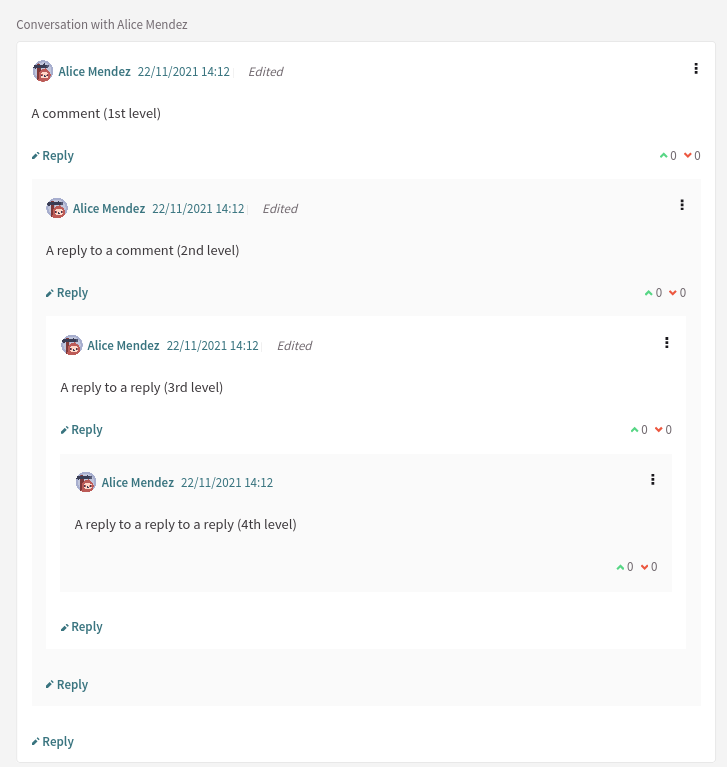 Conversation with Alice Mendez
Alice Mendez 22/11/2021 14:12 Edited
A comment (1st level)
Reply 0 0
Alice Mendez 22/11/2021 14:12 Edited
A reply to a comment (2nd level)
Reply 0 0
Alice Mendez 22/11/2021 14:12 Edited
A reply to a reply (3rd level)
Reply 0 0
Alice Mendez 22/11/2021 14:12
A reply to a reply to a reply (4th level)
0 0
Reply
Reply
Reply